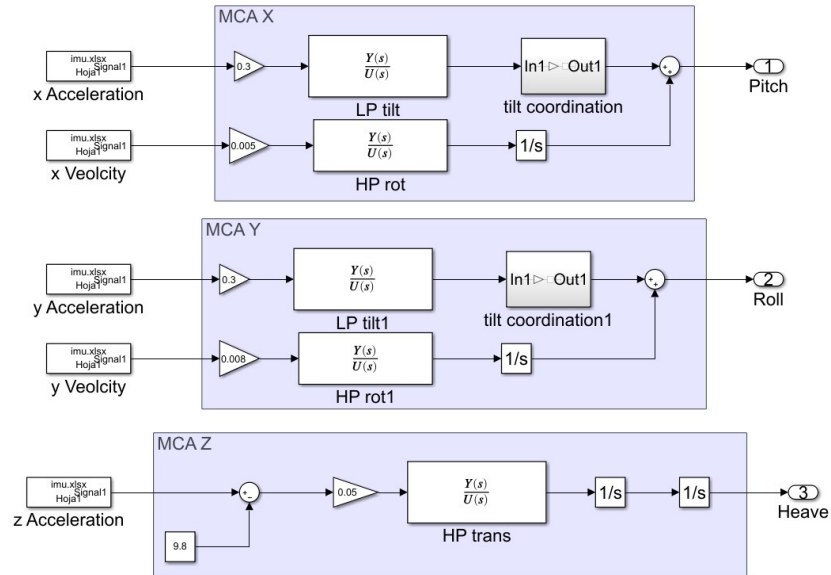 MCA X
imu.xlsx
Hoja1
Signal1
x Acceleration
0.3
Y(s)
U(s)
LP tilt
In1 Out1
tilt coordination
1
Pitch
imu.xlsx
Hoja1
Signal1
x Veolcity
0.005
Y(s)
U(s)
HP rot
1/s
MCA Y
imu.xlsx
Hoja1
Signal1
y Acceleration
0.3
Y(s)
U(s)
LP tilt1
In1 Out1
tilt coordination1
2
Roll
imu.xlsx
Hoja1
Signal1
y Veolcity
0.008
Y(s)
U(s)
HP rot1
1/s
MCA Z
imu.xlsx
Hoja1
Signal1
z Acceleration
9.8
0.05
Y(s)
U(s)
HP trans
1/s
1/s
3
Heave